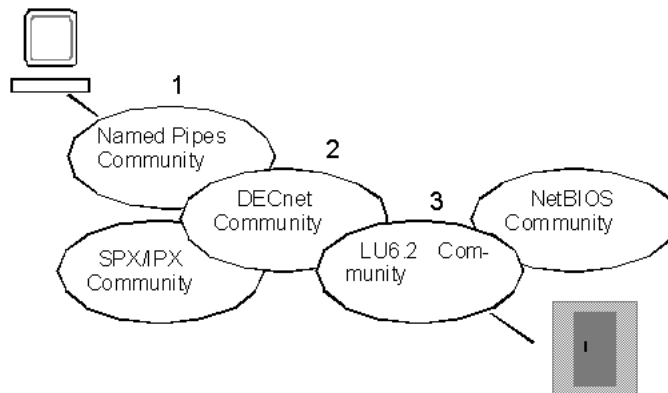 1
Named Pipes
Community
2
DECnet
Community
3
NetBIOS
Community
SPX/IPX
Community
LU6.2 Com-
munity
I